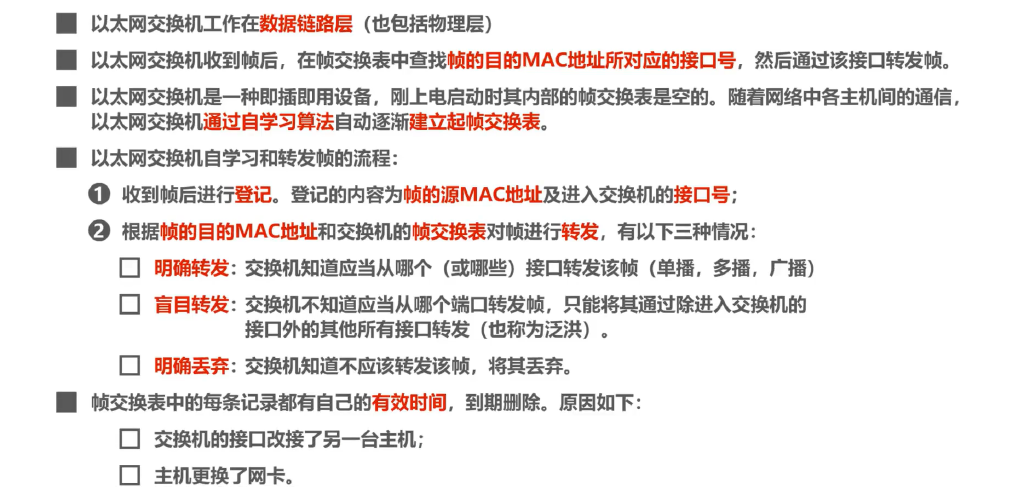 以太网交换机工作在数据链路层（也包括物理层）
以太网交换机收到帧后，在帧交换表中查找帧的目的MAC地址所对应的接口号，然后通过该接口转发帧。
以太网交换机是一种即插即用设备，刚上电启动时其内部的帧交换表是空的。随着网络中各主机间的通信，
以太网交换机通过自学习算法自动逐渐建立起帧交换表。
以太网交换机自学习和转发帧的流程：
❶ 收到帧后进行登记。登记的内容为帧的源MAC地址及进入交换机的接口号；
❷ 根据帧的目的MAC地址和交换机的帧交换表对帧进行转发，有以下三种情况：
明确转发：交换机知道应当从哪个（或哪些）接口转发该帧（单播，多播，广播）
盲目转发：交换机不知道应当从哪个端口转发帧，只能将其通过除进入交换机的
接口外的其他所有接口转发（也称为泛洪）。
明确丢弃：交换机知道不应该转发该帧，将其丢弃。
帧交换表中的每条记录都有自己的有效时间，到期删除。原因如下：
交换机的接口改接了另一台主机；
主机更换了网卡。